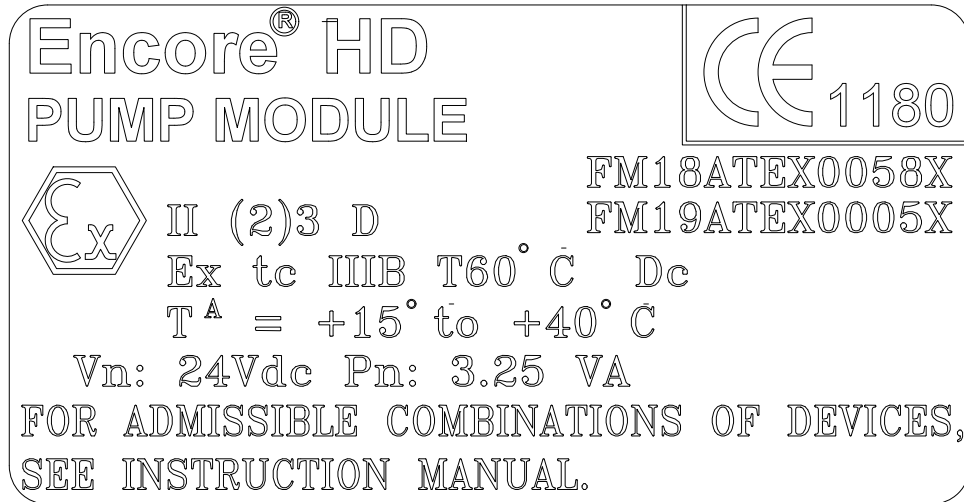 Encore® HD
PUMP MODULE
CE 1180
FM18ATEX0058X
FM19ATEX0005X
Ex II (2)3 D
Ex tc IIIB T60°C Dc
TA = +15° to +40°C
Vn: 24Vdc Pn: 3.25 VA
FOR ADMISSIBLE COMBINATIONS OF DEVICES,
SEE INSTRUCTION MANUAL.